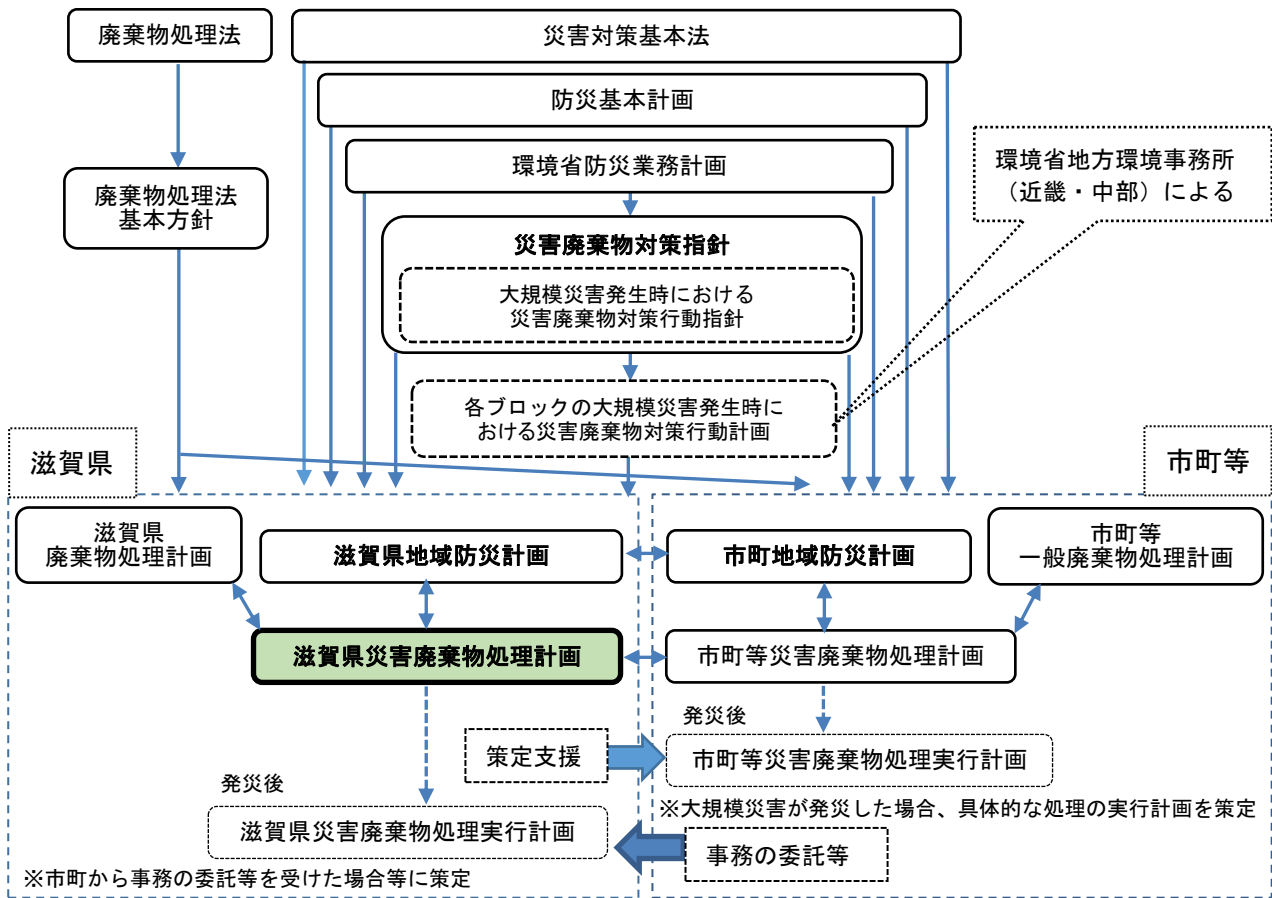 廃棄物処理法
災害対策基本法
防災基本計画
環境省防災業務計画
環境省地方環境事務所
（近畿・中部）による
廃棄物処理法
基本方針
災害廃棄物対策指針
大規模災害発生時における
災害廃棄物対策行動指針
各ブロックの大規模災害発生時に
おける災害廃棄物対策行動計画
滋賀県
市町等
滋賀県
廃棄物処理計画
滋賀県地域防災計画
市町地域防災計画
市町等
一般廃棄物処理計画
滋賀県災害廃棄物処理計画
市町等災害廃棄物処理計画
発災後
策定支援
市町等災害廃棄物処理実行計画
発災後
※大規模災害が発災した場合、具体的な処理の実行計画を策定
滋賀県災害廃棄物処理実行計画
事務の委託等
※市町から事務の委託等を受けた場合等に策定